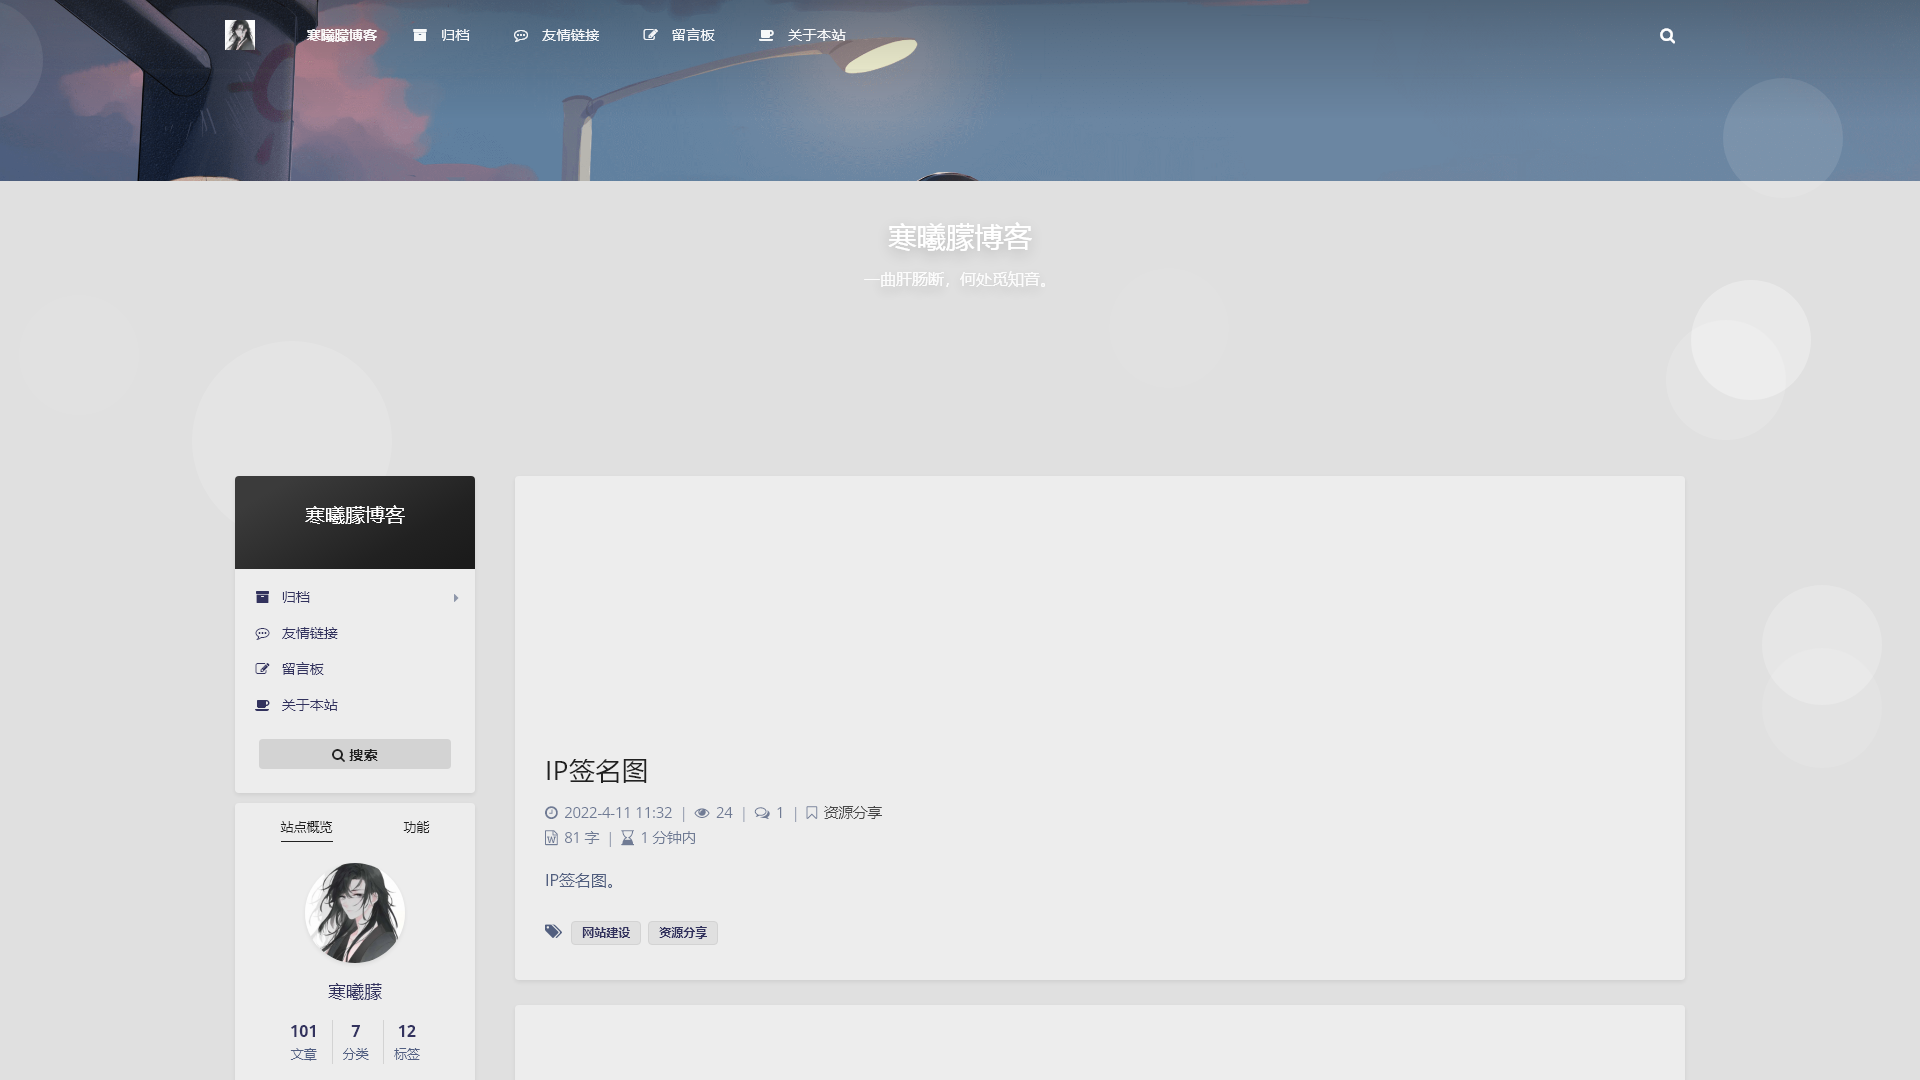 寒曦朦博客 归档 友情链接 留言板 关于本站
寒曦朦博客
一曲肝肠断，何处觅知音。
寒曦朦博客
归档
友情链接
留言板
关于本站
搜索
站点概览 功能
寒曦朦
101 7 12
文章 分类 标签
IP签名图
2022-4-11 11:32 | 24 | 1 | 资源分享
81 字 | 1 分钟内
IP签名图。
网站建设 资源分享